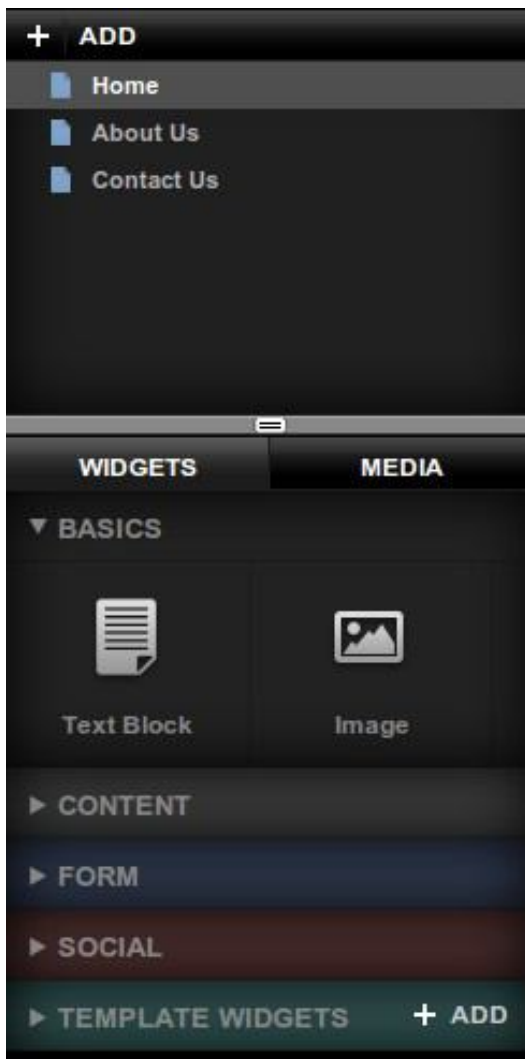 + ADD
Home
About Us
Contact Us
WIDGETS MEDIA
BASICS
Text Block Image
CONTENT
FORM
SOCIAL
TEMPLATE WIDGETS + ADD